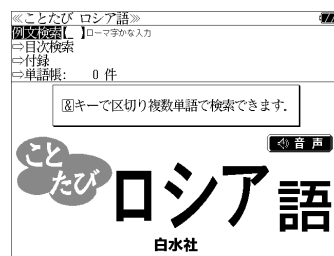 ≪ことたび ロシア語≫
例文検索【_ 】ローマ字かな入力
⇨目次検索
⇨付録
⇨単語帳: 0 件
&キーで区切り複数単語で検索できます.
音声
ことたび
ロシア語
白水社